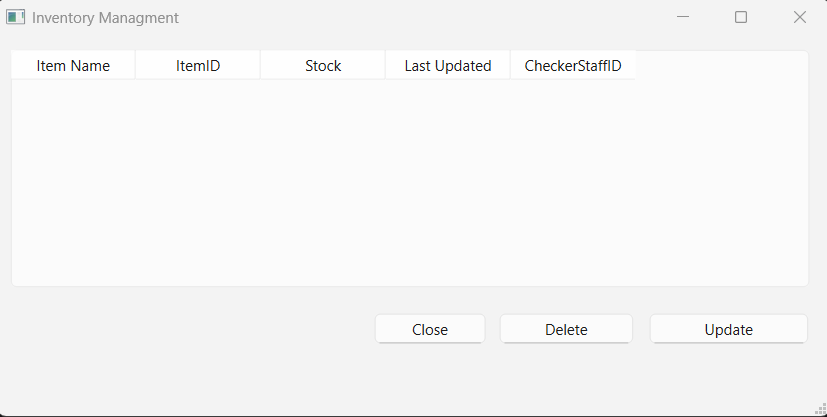 Inventory Managment
Item Name ItemID Stock Last Updated CheckerStaffID
Close Delete Update